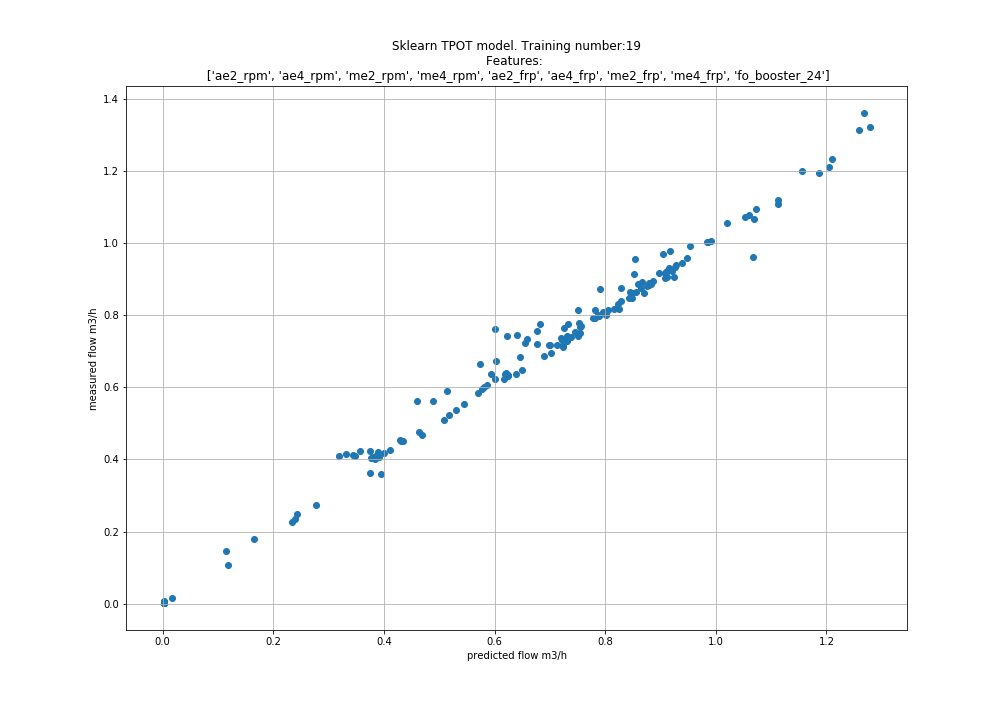 Sklearn TPOT model. Training number:19
Features:
['ae2_rpm', 'ae4_rpm', 'me2_rpm', 'me4_rpm', 'ae2_frp', 'ae4_frp', 'me2_frp', 'me4_frp', 'fo_booster_24']
measured flow m3/h
1.4
1.2
1.0
0.8
0.6
0.4
0.2
0.0
0.0 0.2 0.4 0.6 0.8 1.0 1.2
predicted flow m3/h